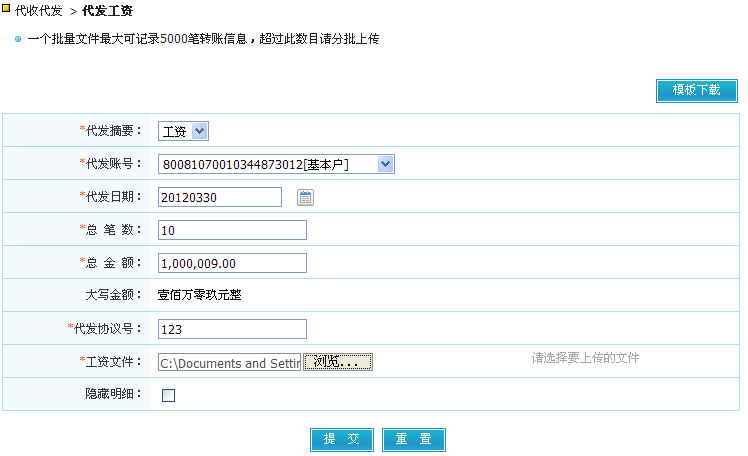 代收代发 > 代发工资
一个批量文件最大可记录5000笔转账信息，超过此数目请分批上传
模板下载
*代发摘要： 工资
*代发账号： 80081070010344873012[基本户]
*代发日期： 20120330
*总 笔 数： 10
*总 金 额： 1,000,009.00
大写金额： 壹佰万零玖元整
*代发协议号： 123
*工资文件： C:\Documents and Settin 浏览... 请选择要上传的文件
隐藏明细：
提 交 重 置